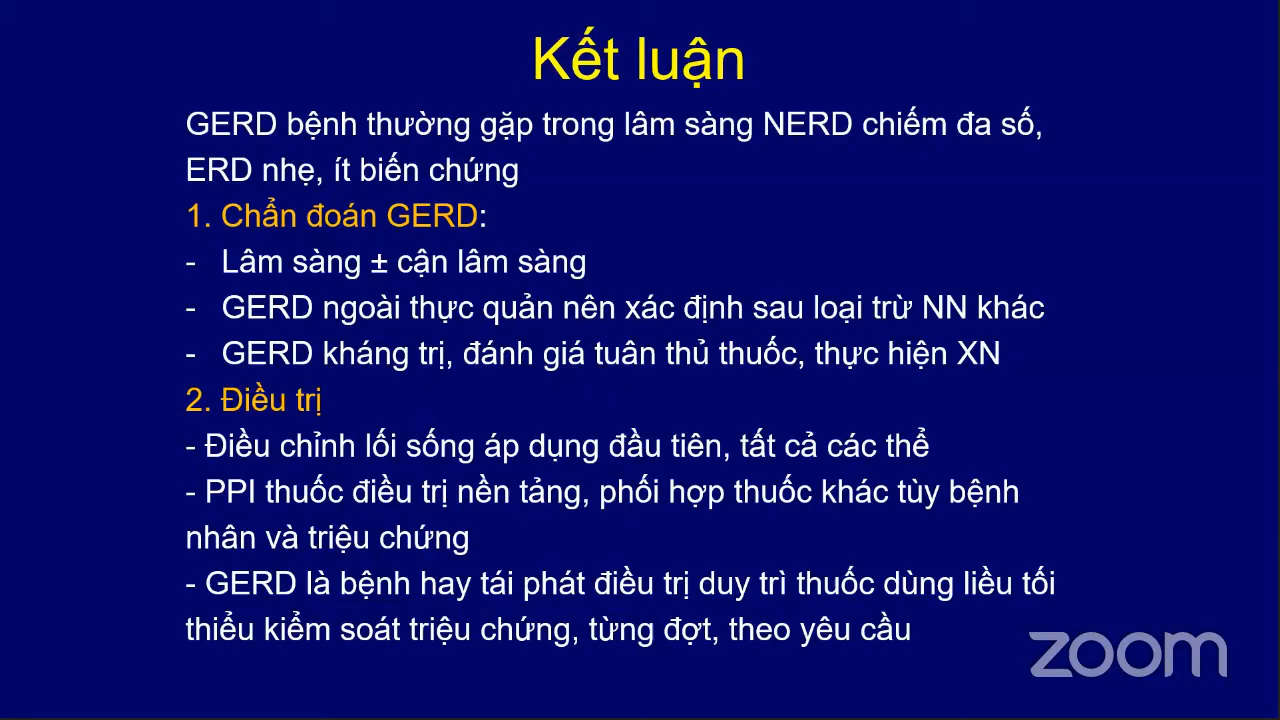 Kết luận
GERD bệnh thường gặp trong lâm sàng NERD chiếm đa số,
ERD nhẹ, ít biến chứng
1. Chẩn đoán GERD:
- Lâm sàng ± cận lâm sàng
- GERD ngoài thực quản nên xác định sau loại trừ NN khác
- GERD kháng trị, đánh giá tuân thủ thuốc, thực hiện XN
2. Điều trị
- Điều chỉnh lối sống áp dụng đầu tiên, tất cả các thể
- PPI thuốc điều trị nền tảng, phối hợp thuốc khác tùy bệnh
nhân và triệu chứng
- GERD là bệnh hay tái phát điều trị duy trì thuốc dùng liều tối
thiểu kiểm soát triệu chứng, từng đợt, theo yêu cầu
zoom